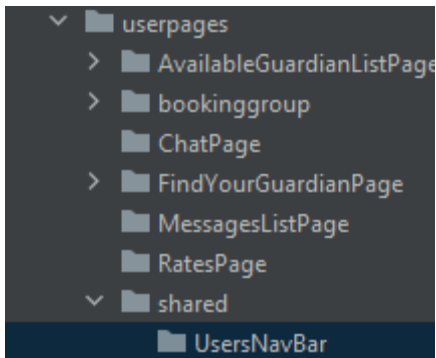 userpages
AvailableGuardianListPage
bookinggroup
ChatPage
FindYourGuardianPage
MessagesListPage
RatesPage
shared
UsersNavBar